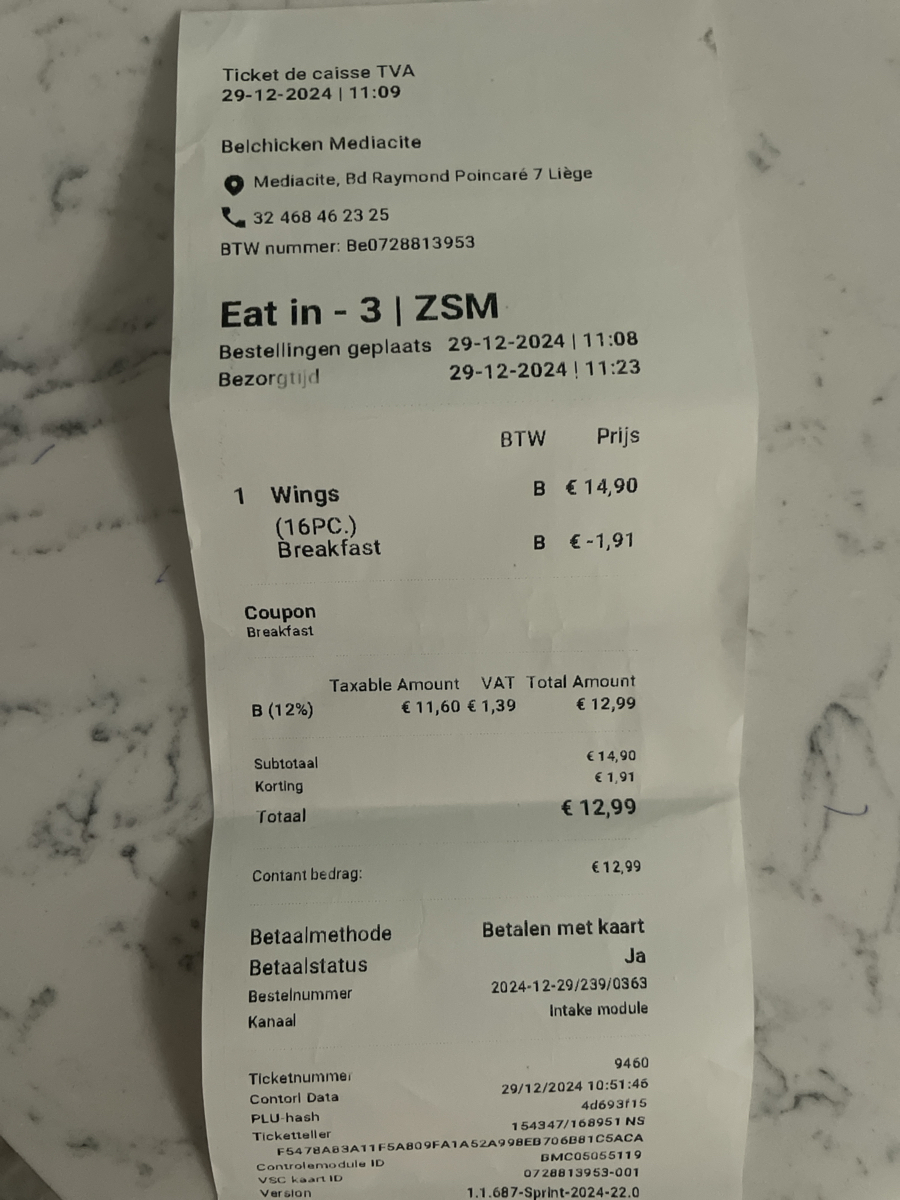 Ticket de caisse TVA
29-12-2024 | 11:09
Belchicken Mediacite
Mediacite, Bd Raymond Poincaré 7 Liège
32 468 46 23 25
BTW nummer: Be0728813953
Eat in - 3 | ZSM
Bestellingen geplaats 29-12-2024 | 11:08
Bezorgtijd 29-12-2024 | 11:23
BTW Prijs
1 Wings B € 14,90
(16PC.)
Breakfast B € -1,91
Coupon
Breakfast
Taxable Amount VAT Total Amount
B (12%) € 11,60 € 1,39 € 12,99
Subtotaal € 14,90
Korting € 1,91
Totaal € 12,99
Contant bedrag: € 12,99
Betaalmethode Betalen met kaart
Betaalstatus Ja
Bestelnummer 2024-12-29/239/0363
Kanaal Intake module
Ticketnummer 9460
Contorl Data 29/12/2024 10:51:46
PLU-hash 4d693f15
Ticketteller 154347/168951 NS
F5478A83A11F5A809FA1A52A998EB706B81C5ACA
Controlemodule ID BMC05055119
VSC kaart ID 0728813953-001
Version 1.1.687-Sprint-2024-22.0